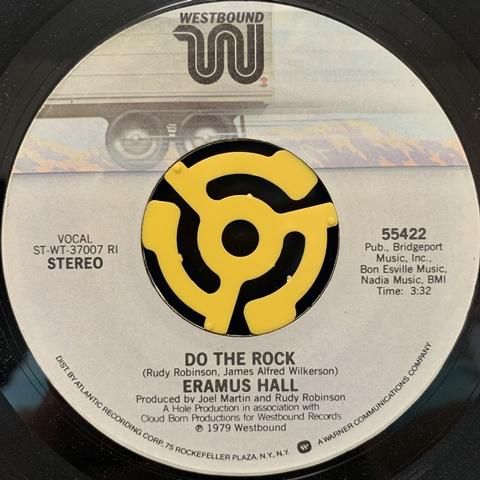 WESTBOUND
W
VOCAL
ST-WT-37007 RI
STEREO
55422
Pub., Bridgeport
Music, Inc.,
Bon Esville Music,
Nadia Music, BMI
Time: 3:32
DO THE ROCK
(Rudy Robinson, James Alfred Wilkerson)
ERAMUS HALL
Produced by Joel Martin and Rudy Robinson
A Hole Production in association with
Cloud Born Productions for Westbound Records
℗ 1979 Westbound
DIST. BY ATLANTIC RECORDING CORP. 75 ROCKEFELLER PLAZA, N.Y., N.Y. A WARNER COMMUNICATIONS COMPANY